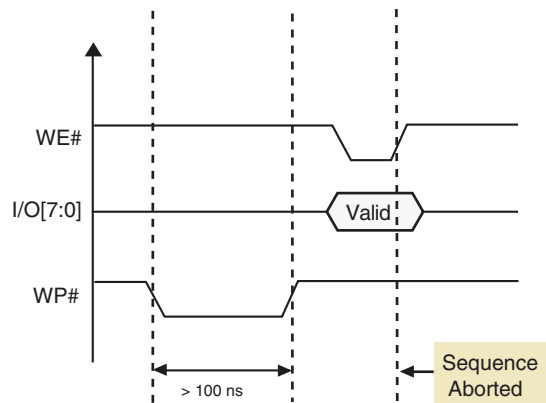 WE#
I/O[7:0]
Valid
WP#
> 100 ns
Sequence
Aborted